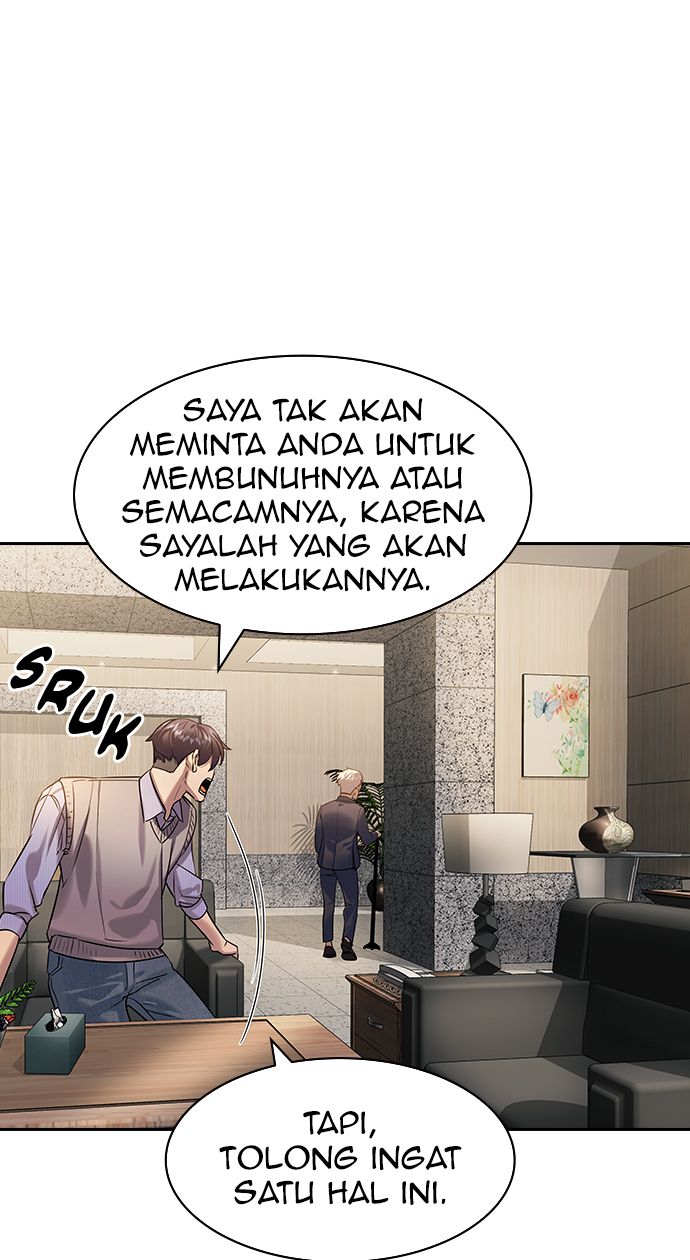 SAYA TAK AKAN
MEMINTA ANDA UNTUK
MEMBUNUHNYA ATAU
SEMACAMNYA, KARENA
SAYALAH YANG AKAN
MELAKUKANNYA.
SRUK
TAPI,
TOLONG INGAT
SATU HAL INI.